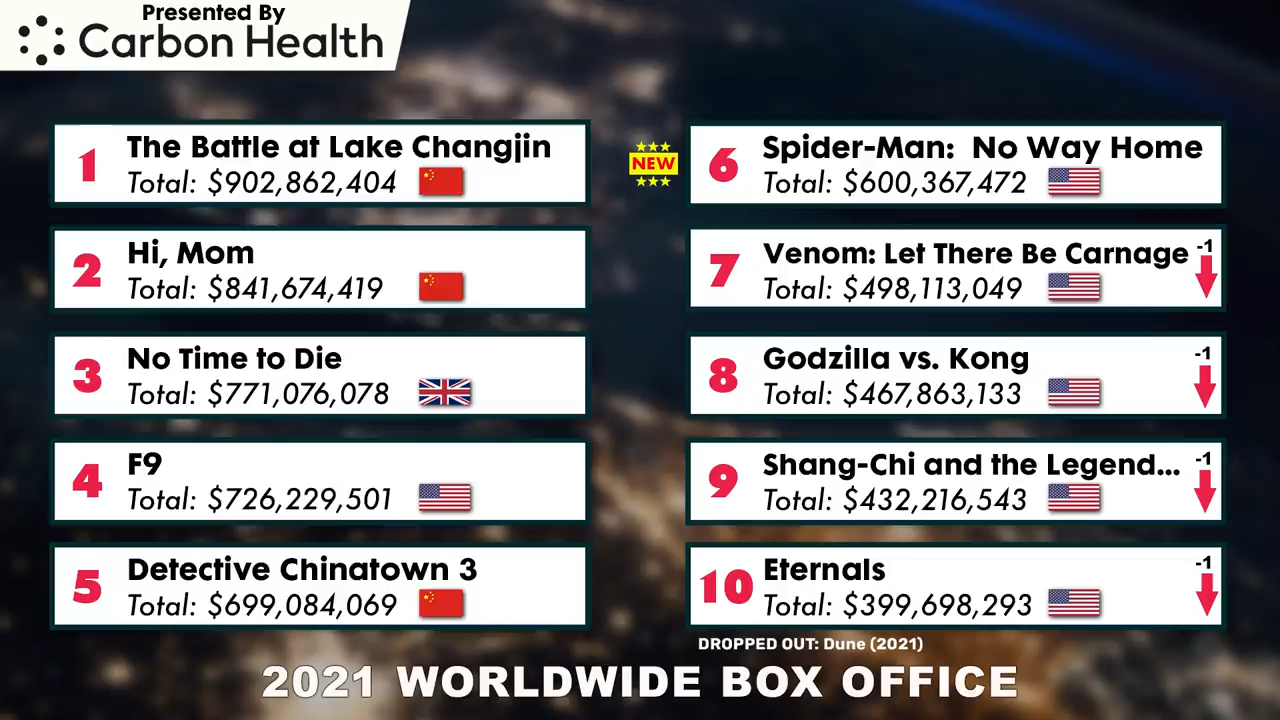 Presented By
Carbon Health
1
The Battle at Lake Changjin
Total: $902,862,404
2
Hi, Mom
Total: $841,674,419
3
No Time to Die
Total: $771,076,078
4
F9
Total: $726,229,501
5
Detective Chinatown 3
Total: $699,084,069
NEW
6
Spider-Man: No Way Home
Total: $600,367,472
7
Venom: Let There Be Carnage
-1
Total: $498,113,049
8
Godzilla vs. Kong
-1
Total: $467,863,133
9
Shang-Chi and the Legend...
-1
Total: $432,216,543
10
Eternals
-1
Total: $399,698,293
DROPPED OUT: Dune (2021)
2021 WORLDWIDE BOX OFFICE